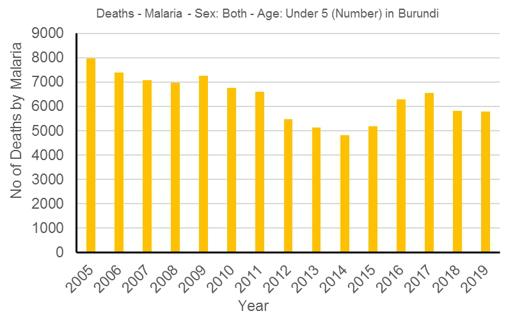 Deaths - Malaria - Sex: Both - Age: Under 5 (Number) in Burundi
No of Deaths by Malaria
9000
8000
7000
6000
5000
4000
3000
2000
1000
0
2005 2006 2007 2008 2009 2010 2011 2012 2013 2014 2015 2016 2017 2018 2019
Year